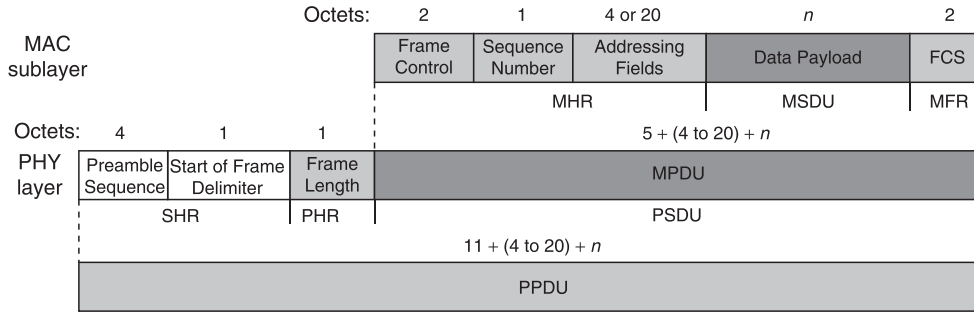 Octets: 2 1 4 or 20 n 2
MAC sublayer
Frame Control
Sequence Number
Addressing Fields
Data Payload
FCS
MHR MSDU MFR
Octets: 4 1 1 5 + (4 to 20) + n
PHY layer
Preamble Sequence
Start of Frame Delimiter
Frame Length
MPDU
SHR PHR PSDU
11 + (4 to 20) + n
PPDU